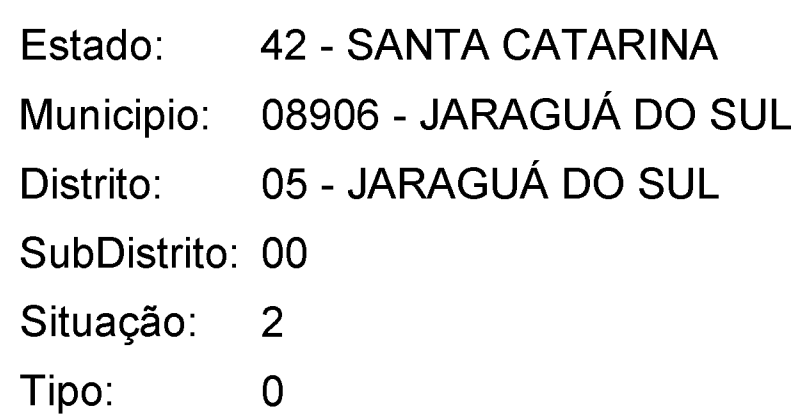 Estado: 42 - SANTA CATARINA
Municipio: 08906 - JARAGUÁ DO SUL
Distrito: 05 - JARAGUÁ DO SUL
SubDistrito: 00
Situação: 2
Tipo: 0